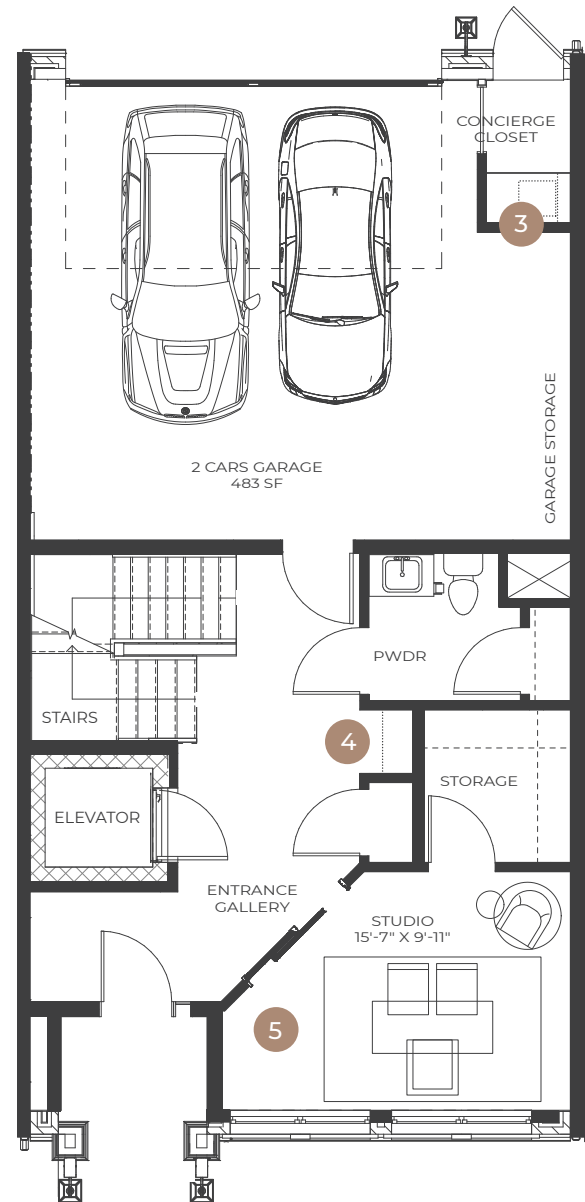 CONCIERGE
CLOSET
3
GARAGE STORAGE
2 CARS GARAGE
483 SF
PWDR
STAIRS
4
STORAGE
ELEVATOR
ENTRANCE
GALLERY
STUDIO
15'-7" X 9'-11"
5